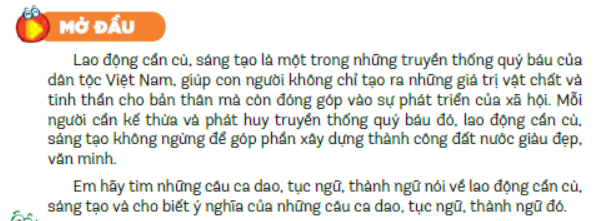 MỞ ĐẦU
Lao động cần cù, sáng tạo là một trong những truyền thống quý báu của
dân tộc Việt Nam, giúp con người không chỉ tạo ra những giá trị vật chất và
tinh thần cho bản thân mà còn đóng góp vào sự phát triển của xã hội. Mỗi
người cần kế thừa và phát huy truyền thống quý báu đó, lao động cần cù,
sáng tạo không ngừng để góp phần xây dựng thành công đất nước giàu đẹp,
văn minh.
Em hãy tìm những câu ca dao, tục ngữ, thành ngữ nói về lao động cần cù,
sáng tạo và cho biết ý nghĩa của những câu ca dao, tục ngữ, thành ngữ đó.